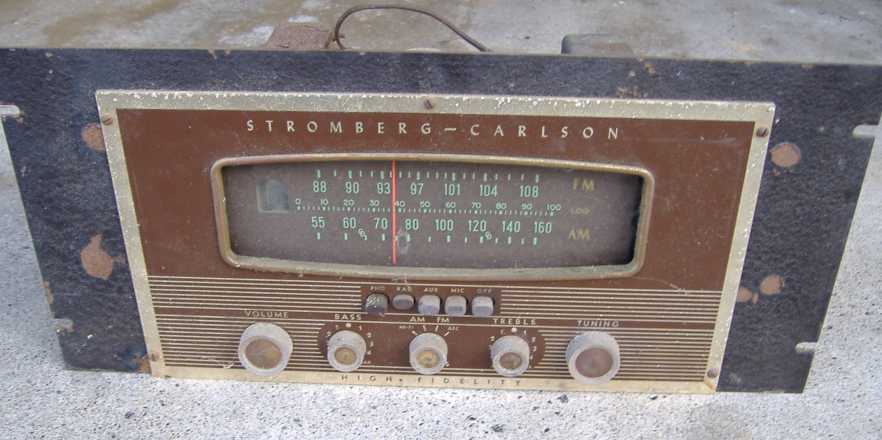 STROMBERG-CARLSON
88 90 93 97 101 104 108 FM
0 10 20 30 40 50 60 70 80 90 100 LOG
55 60 70 80 100 120 140 160 AM
PHO RAD AUX MIC OFF
VOLUME BASS AM FM TREBLE TUNING
HI-FI AFC
HIGH FIDELITY